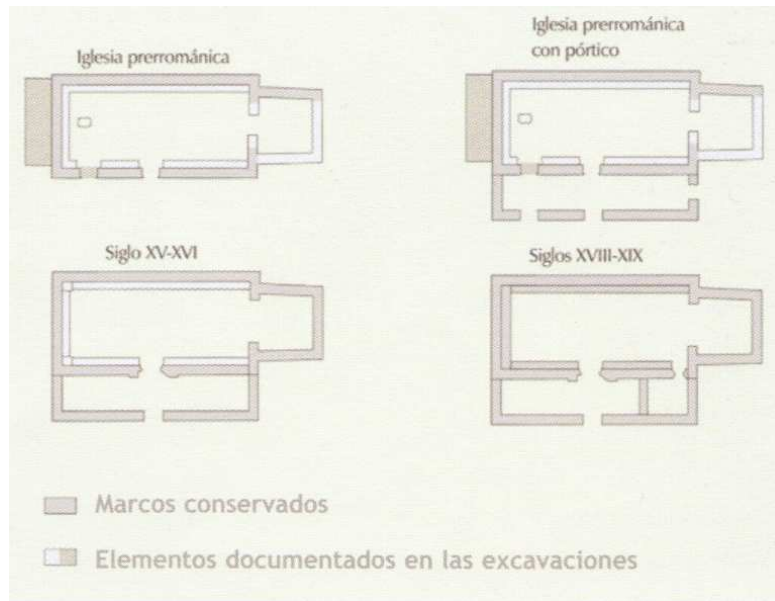 Iglesia prerrománica
Iglesia prerrománica
con pórtico
Siglo XV-XVI
Siglos XVIII-XIX
Marcos conservados
Elementos documentados en las excavaciones